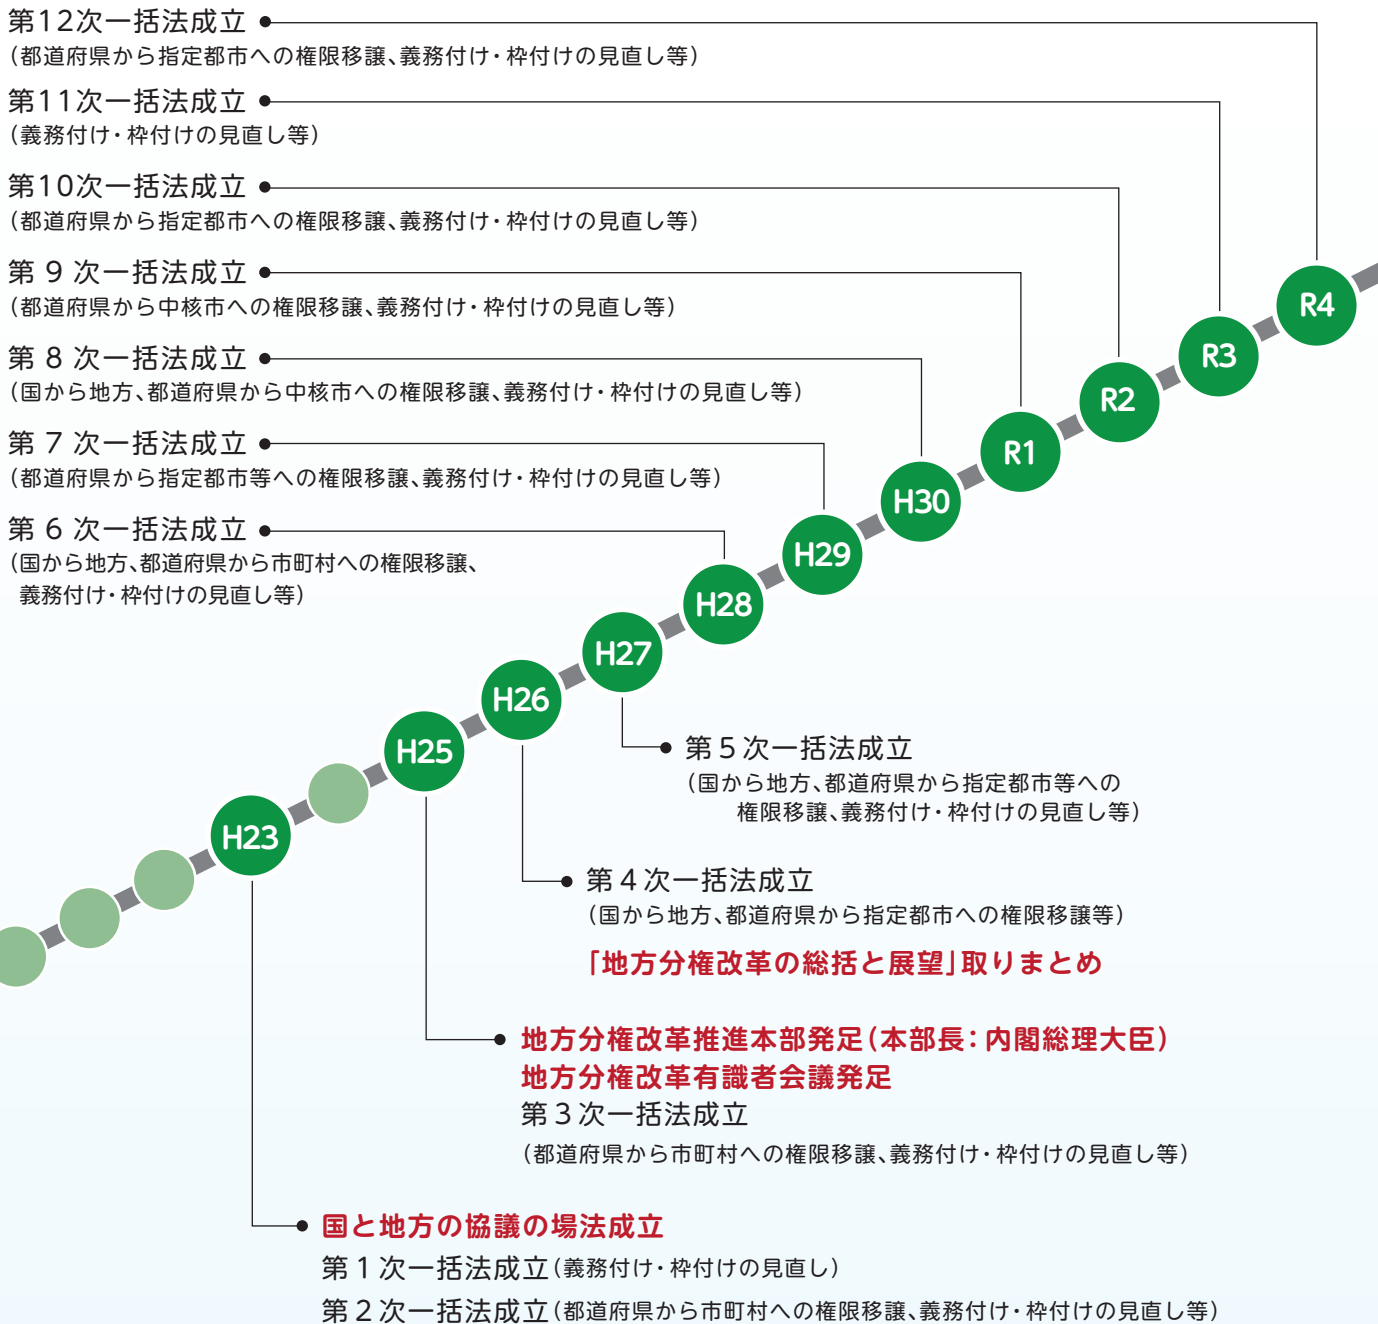 第12次一括法成立
（都道府県から指定都市への権限移譲、義務付け・枠付けの見直し等）
第11次一括法成立
（義務付け・枠付けの見直し等）
第10次一括法成立
（都道府県から指定都市への権限移譲、義務付け・枠付けの見直し等）
第 9 次一括法成立
（都道府県から中核市への権限移譲、義務付け・枠付けの見直し等）
第 8 次一括法成立
（国から地方、都道府県から中核市への権限移譲、義務付け・枠付けの見直し等）
第 7 次一括法成立
（都道府県から指定都市等への権限移譲、義務付け・枠付けの見直し等）
第 6 次一括法成立
（国から地方、都道府県から市町村への権限移譲、
義務付け・枠付けの見直し等）
R4
R3
R2
R1
H30
H29
H28
H27
H26
H25
H23
第５次一括法成立
（国から地方、都道府県から指定都市等への
権限移譲、義務付け・枠付けの見直し等）
第４次一括法成立
（国から地方、都道府県から指定都市への権限移譲等）
「地方分権改革の総括と展望」取りまとめ
地方分権改革推進本部発足（本部長：内閣総理大臣）
地方分権改革有識者会議発足
第３次一括法成立
（都道府県から市町村への権限移譲、義務付け・枠付けの見直し等）
国と地方の協議の場法成立
第１次一括法成立（義務付け・枠付けの見直し）
第２次一括法成立（都道府県から市町村への権限移譲、義務付け・枠付けの見直し等）